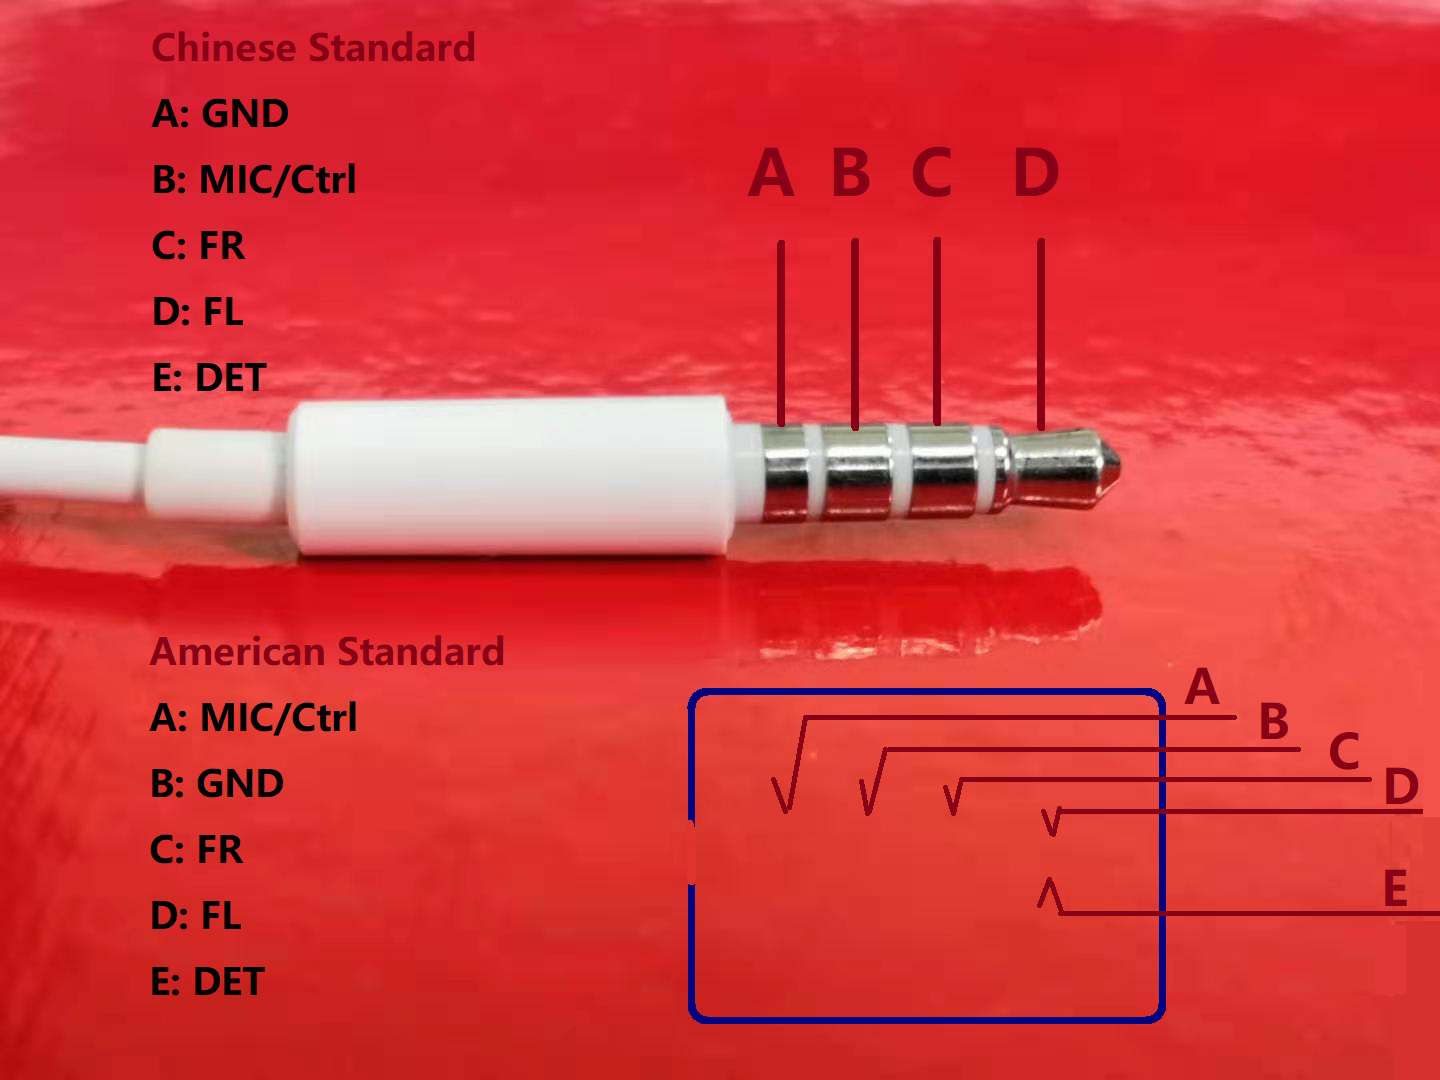 Chinese Standard
A: GND
B: MIC/Ctrl
C: FR
D: FL
E: DET
A B C D
American Standard
A: MIC/Ctrl
B: GND
C: FR
D: FL
E: DET
A
B
C
D
E